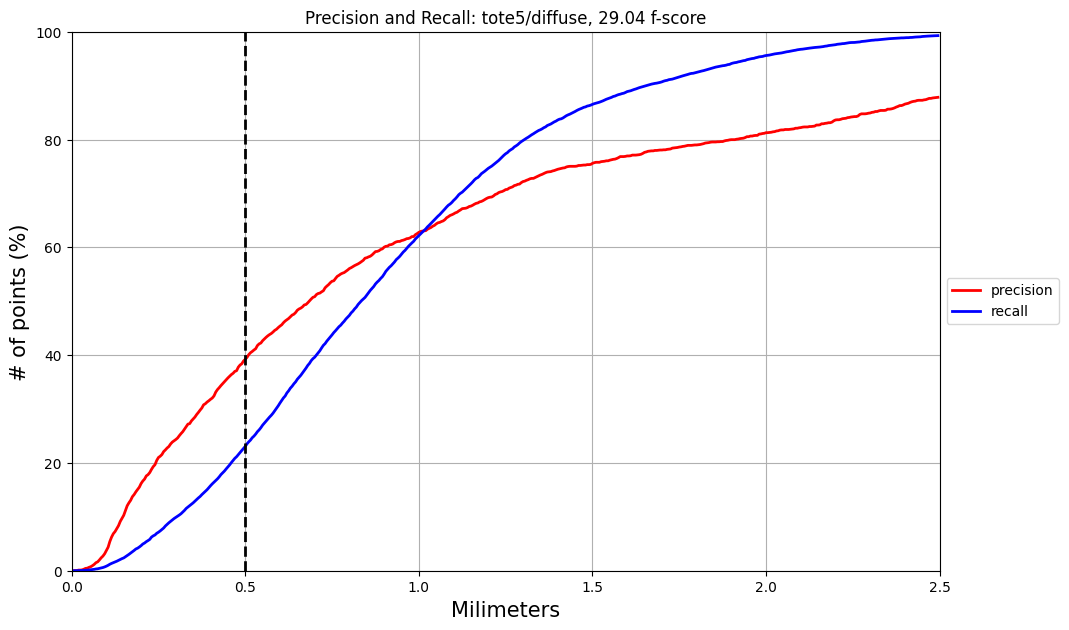 Precision and Recall: tote5/diffuse, 29.04 f-score
100
80
60
40
20
0
# of points (%)
0.0
0.5
1.0
1.5
2.0
2.5
Milimeters
precision
recall